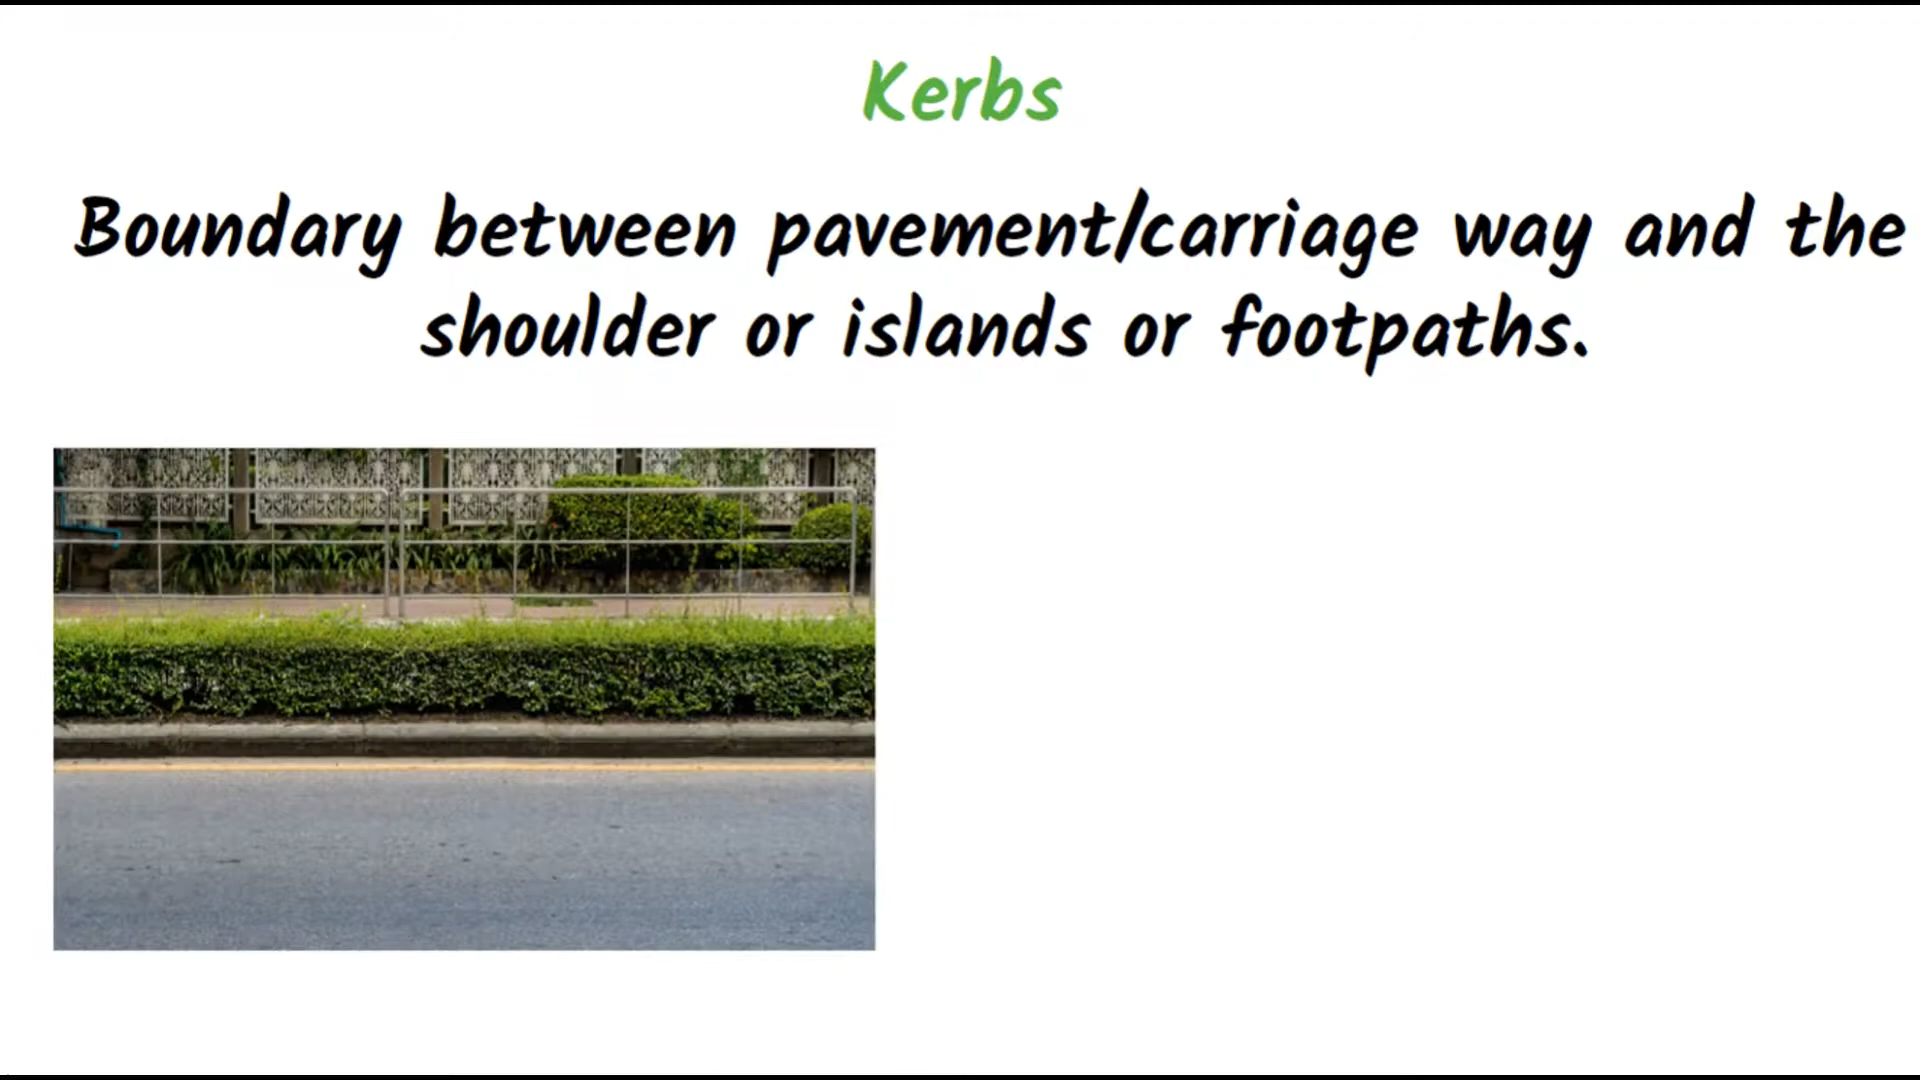 Kerbs
Boundary between pavement/carriage way and the
shoulder or islands or footpaths.